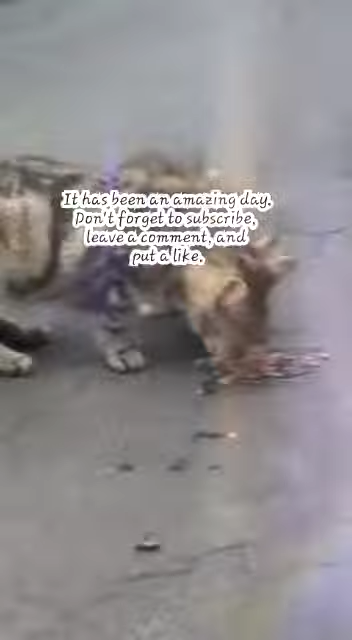 It has been an amazing day.
Don't forget to subscribe,
leave a comment, and
put a like.